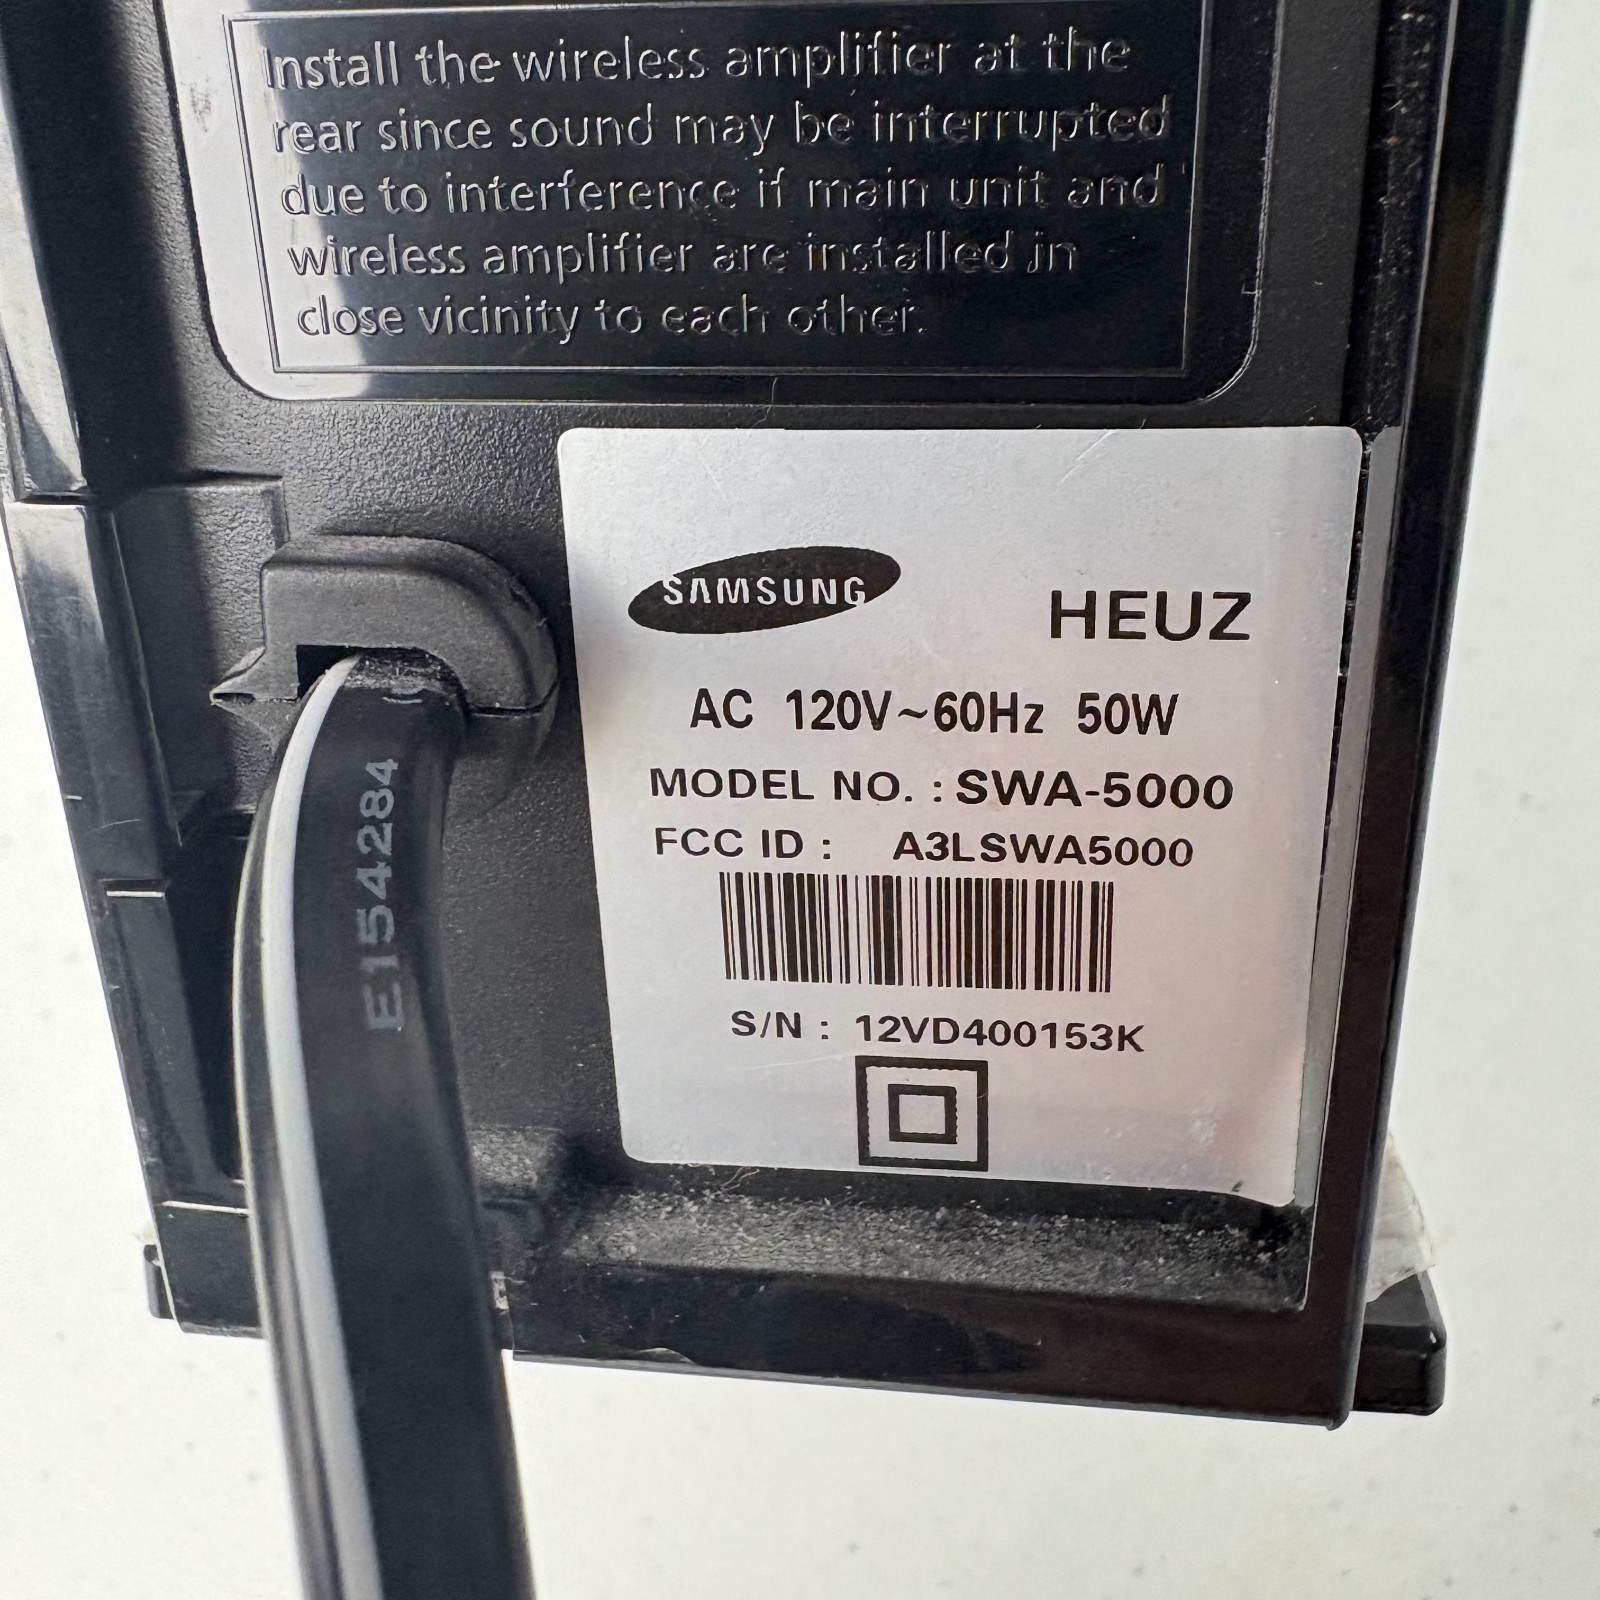 Install the wireless amplifier at the
rear since sound may be interrupted
due to interference if main unit and
wireless amplifier are installed in
close vicinity to each other.
SAMSUNG
HEUZ
AC 120V~60Hz 50W
MODEL NO. : SWA-5000
FCC ID : A3LSWA5000
S/N : 12VD400153K
E154284